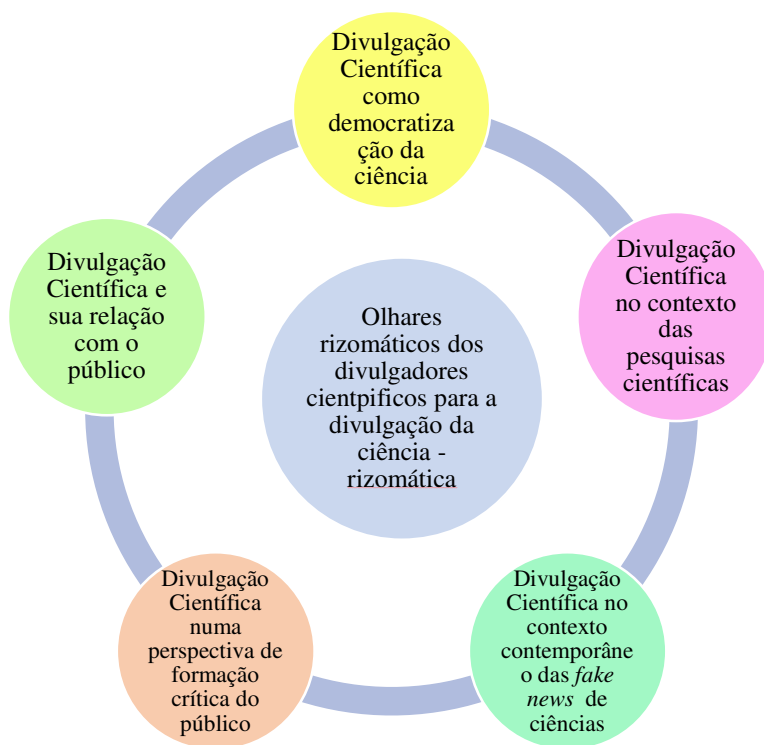 Divulgação
Científica
como
democratiza
ção da
ciência
Divulgação
Científica
no contexto
das
pesquisas
científicas
Divulgação
Científica e
sua relação
com o
público
Olhares
rizomáticos dos
divulgadores
cientpificos para a
divulgação da
ciência -
rizomática
Divulgação
Científica
numa
perspectiva de
formação
crítica do
público
Divulgação
Científica no
contexto
contemporâne
o das fake
news de
ciências